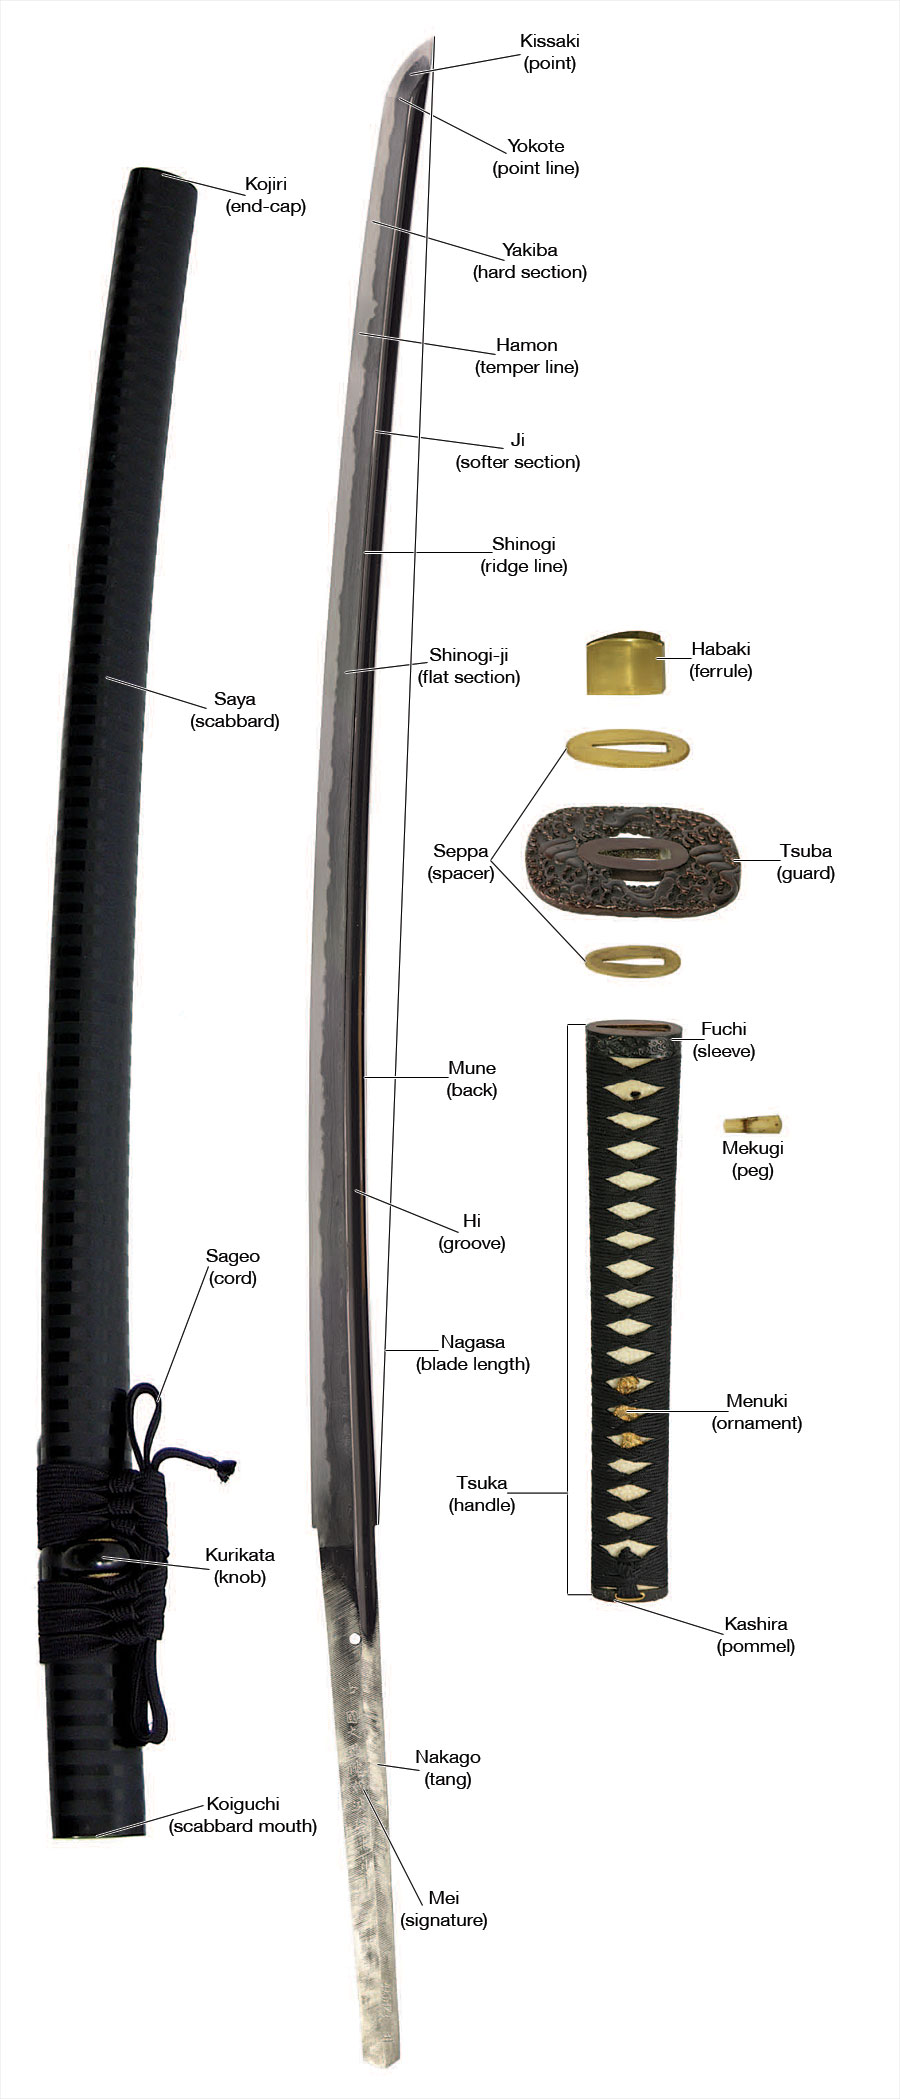 Kissaki
(point)
Yokote
(point line)
Kojiri
(end-cap)
Yakiba
(hard section)
Hamon
(temper line)
Ji
(softer section)
Shinogi
(ridge line)
Habaki
(ferrule)
Shinogi-ji
(flat section)
Saya
(scabbard)
Seppa
(spacer)
Tsuba
(guard)
Fuchi
(sleeve)
Mune
(back)
Mekugi
(peg)
Hi
(groove)
Sageo
(cord)
Nagasa
(blade length)
Menuki
(ornament)
Tsuka
(handle)
Kurikata
(knob)
Kashira
(pommel)
Nakago
(tang)
Koiguchi
(scabbard mouth)
Mei
(signature)